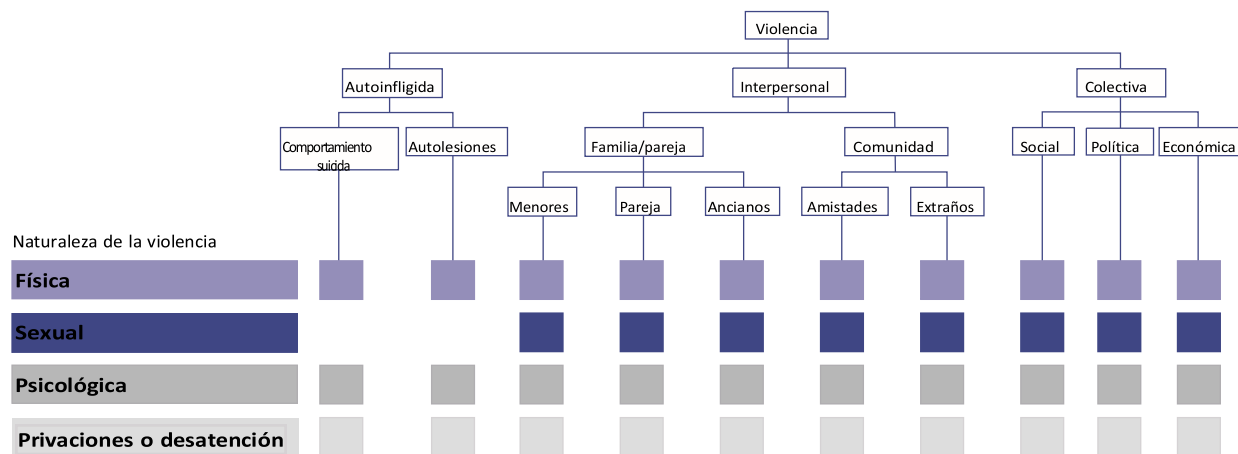 Violencia
Autoinfligida
Interpersonal
Colectiva
Comportamiento
suicida
Autolesiones
Familia/pareja
Comunidad
Social
Política
Económica
Menores
Pareja
Ancianos
Amistades
Extraños
Naturaleza de la violencia
Física
Sexual
Psicológica
Privaciones o desatención